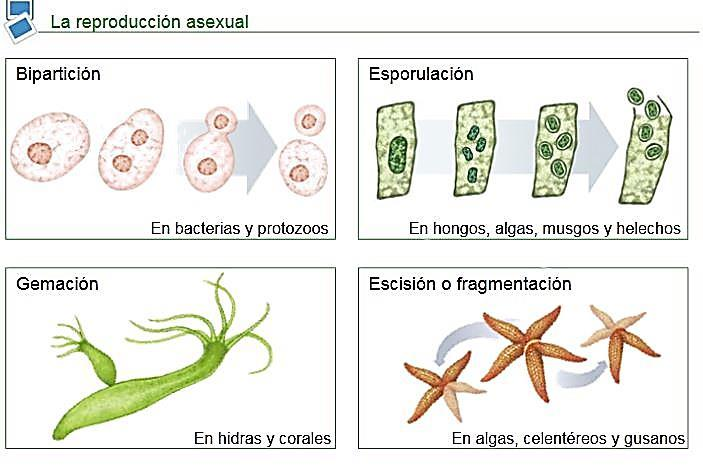 La reproducción asexual
Bipartición
En bacterias y protozoos
Esporulación
En hongos, algas, musgos y helechos
Gemación
En hidras y corales
Escisión o fragmentación
En algas, celentéreos y gusanos